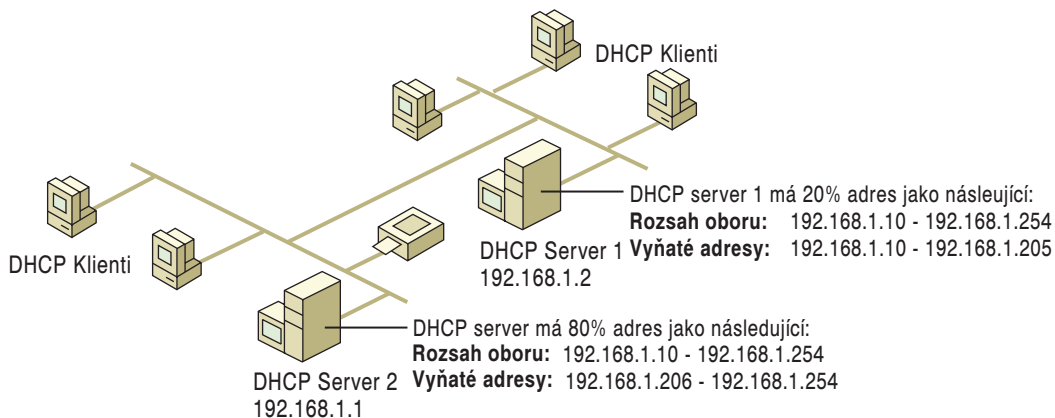 DHCP Klienti
DHCP server 1 má 20% adres jako násleující:
Rozsah oboru: 192.168.1.10 - 192.168.1.254
Vyňaté adresy: 192.168.1.10 - 192.168.1.205
DHCP Server 1
192.168.1.2
DHCP Klienti
DHCP server má 80% adres jako následující:
Rozsah oboru: 192.168.1.10 - 192.168.1.254
Vyňaté adresy: 192.168.1.206 - 192.168.1.254
DHCP Server 2
192.168.1.1